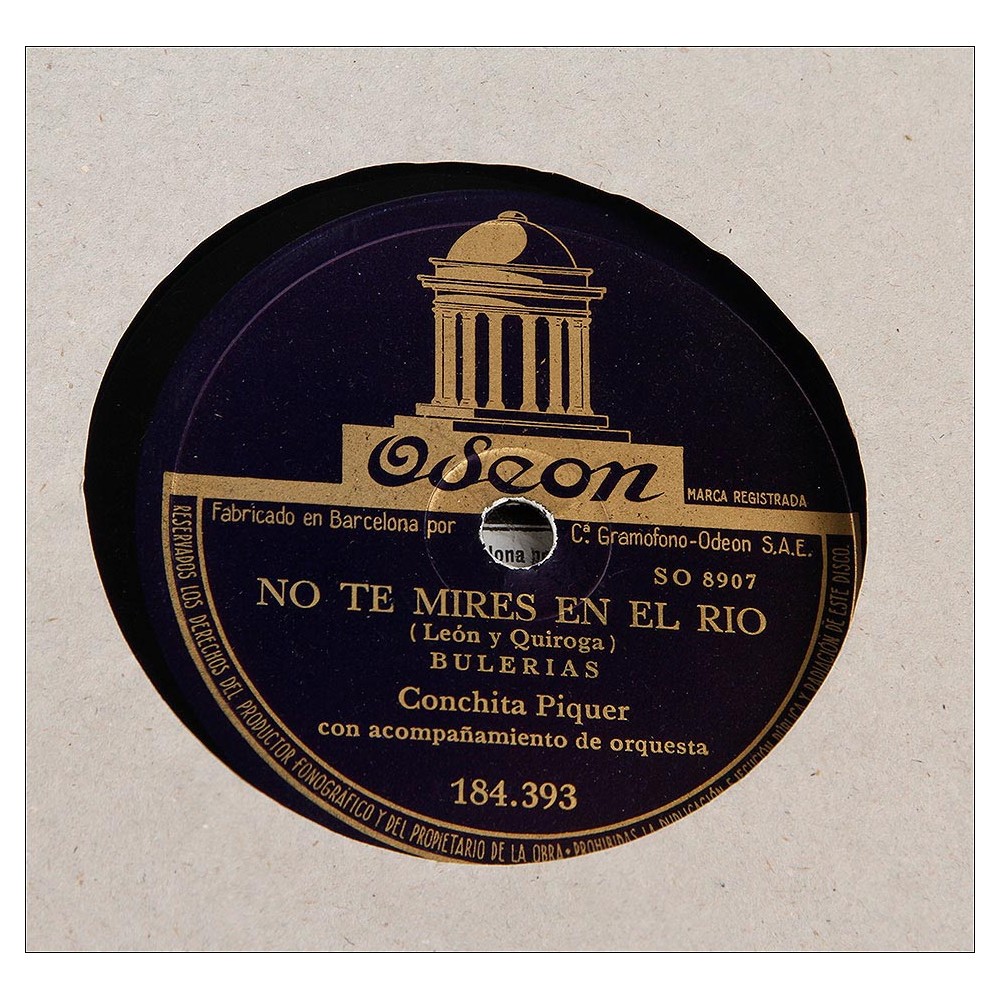 Odeon
MARCA REGISTRADA
Fabricado en Barcelona por Cª Gramófono-Odeon S.A.E.
SO 8907
NO TE MIRES EN EL RIO
(León y Quiroga)
BULERIAS
Conchita Piquer
con acompañamiento de orquesta
184.393
RESERVADOS LOS DERECHOS DEL PRODUCTOR FONOGRÁFICO Y DEL PROPIETARIO DE LA OBRA • PROHIBIDAS LA DUPLICACIÓN EJECUCIÓN PÚBLICA Y RADIACIÓN DE ESTE DISCO.